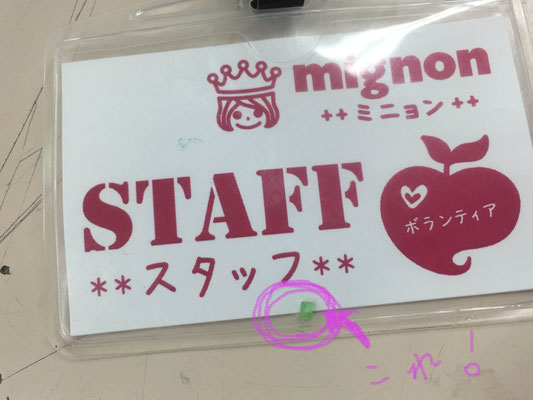 mignon
++ミニョン++
STAFF
ボランティア
**スタッフ**
これ!